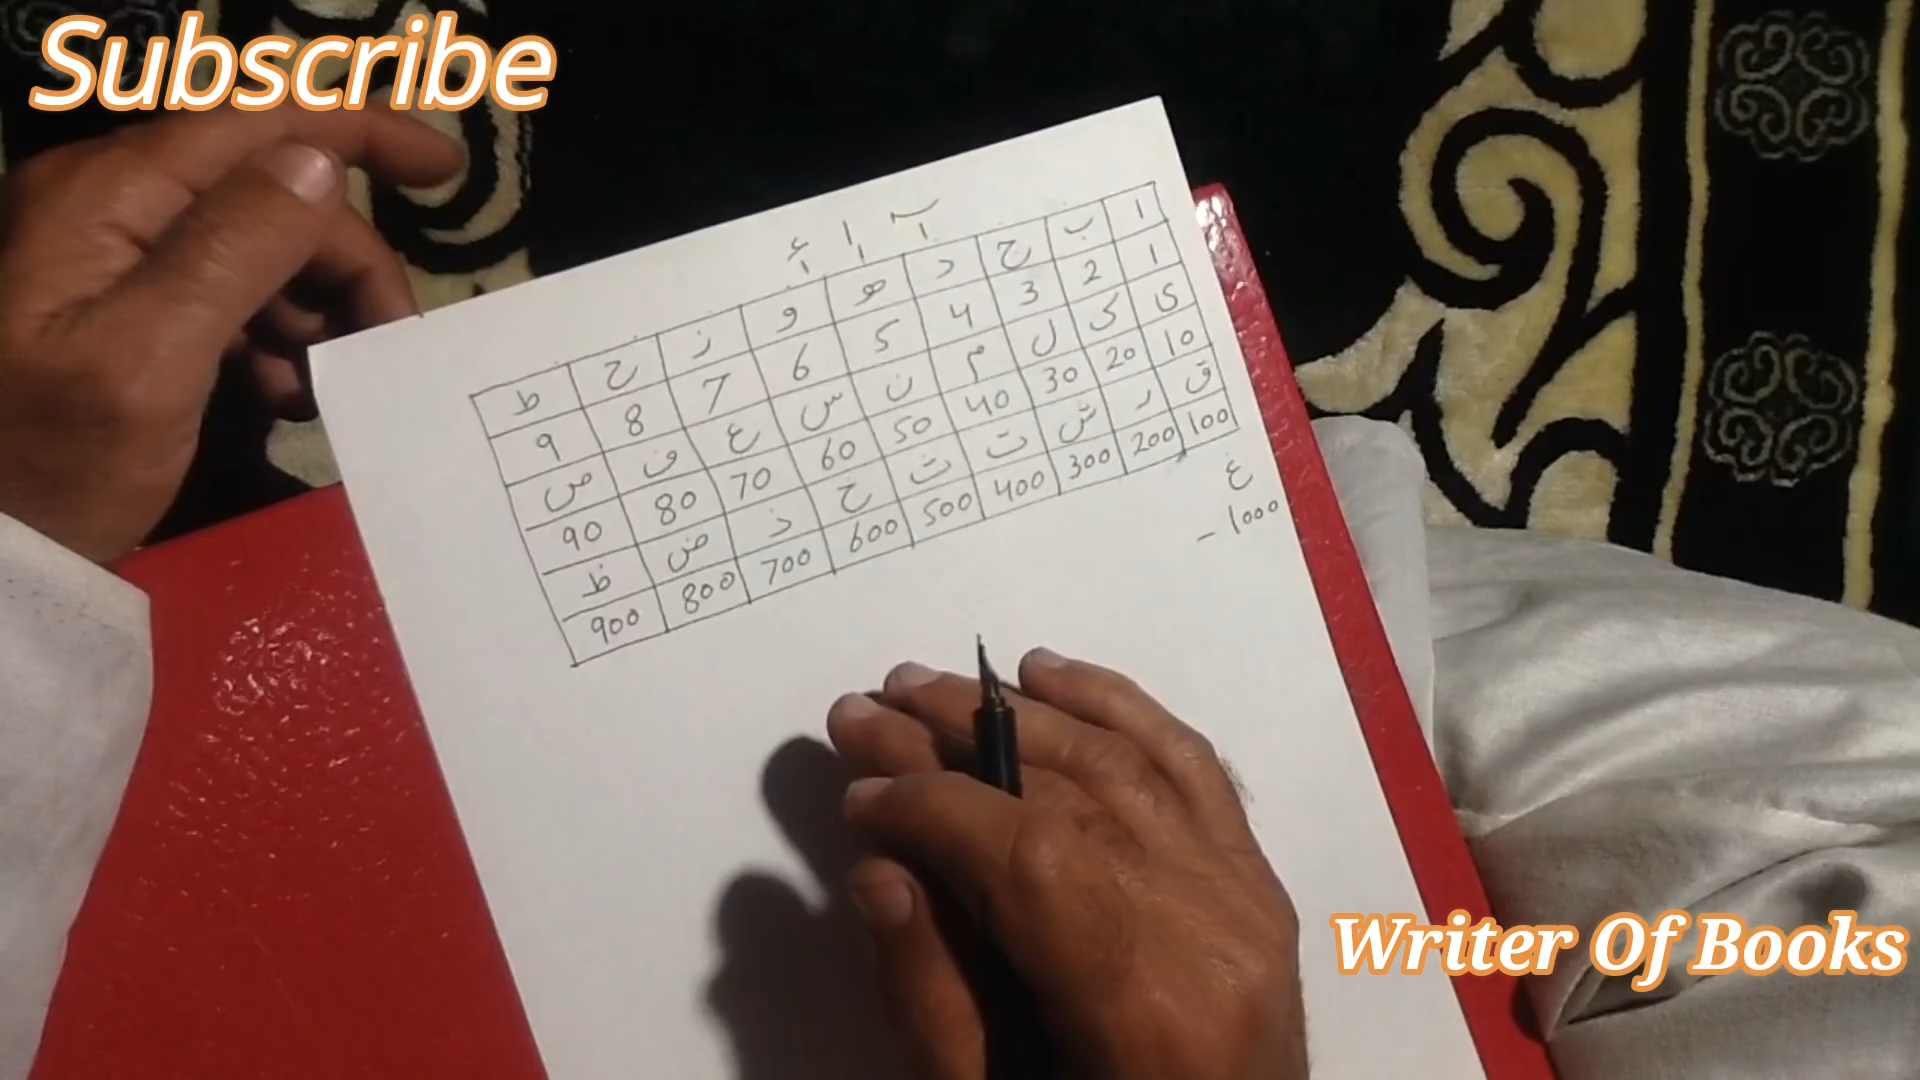 Subscribe
آ أ ئ
ا ب ج د ھ و ز ح ط
1 2 3 4 5 6 7 8 9
ی ک ل م ن س ع ف ص
10 20 30 40 50 60 70 80 90
ق ر ش ت ث خ ذ ض ظ
100 200 300 400 500 600 700 800 900
غ
1000 –
Writer Of Books